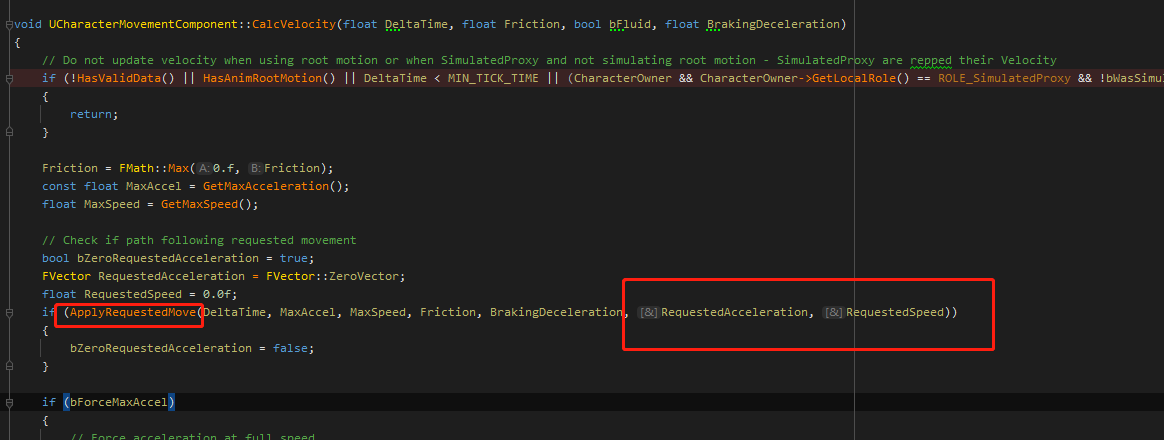 void UCharacterMovementComponent::CalcVelocity(float DeltaTime, float Friction, bool bFluid, float BrakingDeceleration)
{
// Do not update velocity when using root motion or when SimulatedProxy and not simulating root motion - SimulatedProxy are repped their Velocity
if (!HasValidData() || HasAnimRootMotion() || DeltaTime < MIN_TICK_TIME || (CharacterOwner && CharacterOwner->GetLocalRole() == ROLE_SimulatedProxy && !bWasSimul
{
return;
}
Friction = FMath::Max(A:0.f, B:Friction);
const float MaxAccel = GetMaxAcceleration();
float MaxSpeed = GetMaxSpeed();
// Check if path following requested movement
bool bZeroRequestedAcceleration = true;
FVector RequestedAcceleration = FVector::ZeroVector;
float RequestedSpeed = 0.0f;
if (ApplyRequestedMove(DeltaTime, MaxAccel, MaxSpeed, Friction, BrakingDeceleration, [&]RequestedAcceleration, [&]RequestedSpeed))
{
bZeroRequestedAcceleration = false;
}
if (bForceMaxAccel)
{
// Force acceleration at full speed.